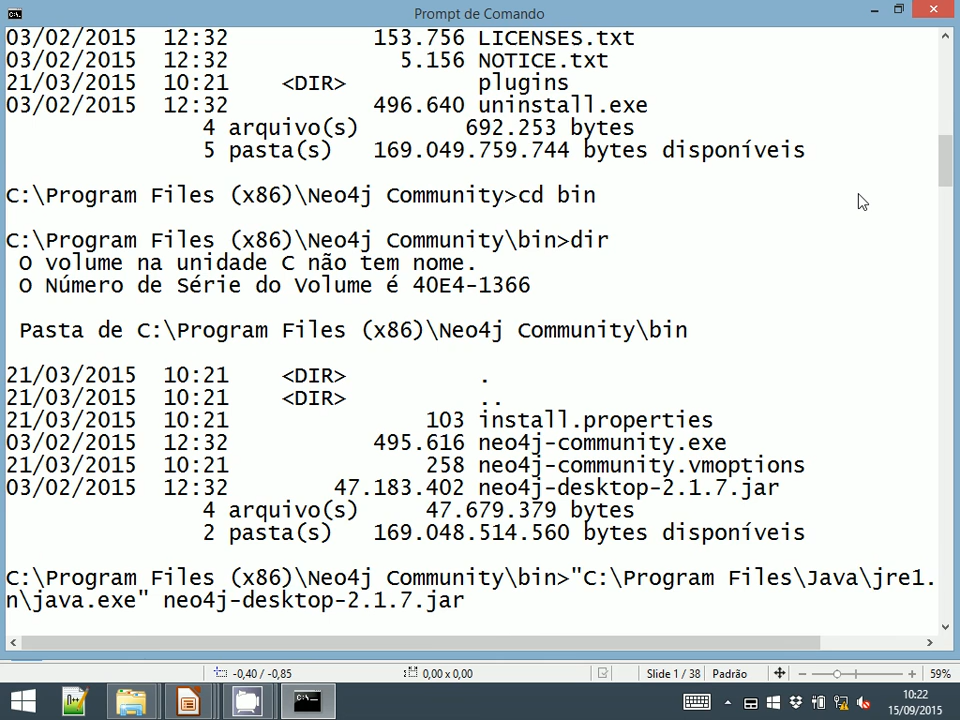 Prompt de Comando
03/02/2015  12:32           153.756 LICENSES.txt
03/02/2015  12:32             5.156 NOTICE.txt
21/03/2015  10:21    <DIR>          plugins
03/02/2015  12:32           496.640 uninstall.exe
               4 arquivo(s)        692.253 bytes
               5 pasta(s)   169.049.759.744 bytes disponíveis
C:\Program Files (x86)\Neo4j Community>cd bin
C:\Program Files (x86)\Neo4j Community\bin>dir
 O volume na unidade C não tem nome.
 O Número de Série do Volume é 40E4-1366
 Pasta de C:\Program Files (x86)\Neo4j Community\bin
21/03/2015  10:21    <DIR>          .
21/03/2015  10:21    <DIR>          ..
21/03/2015  10:21               103 install.properties
03/02/2015  12:32           495.616 neo4j-community.exe
21/03/2015  10:21               258 neo4j-community.vmoptions
03/02/2015  12:32        47.183.402 neo4j-desktop-2.1.7.jar
               4 arquivo(s)     47.679.379 bytes
               2 pasta(s)   169.048.514.560 bytes disponíveis
C:\Program Files (x86)\Neo4j Community\bin>"C:\Program Files\Java\jre1.
n\java.exe" neo4j-desktop-2.1.7.jar
-0,40 / -0,85
0,00 x 0,00
Slide 1 / 38
Padrão
59%
10:22
15/09/2015